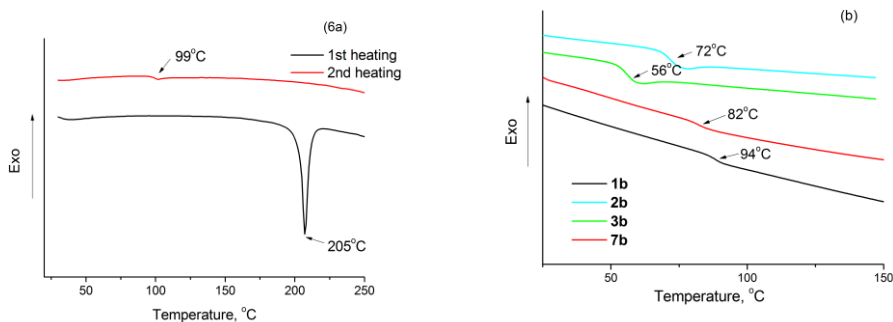 (6a)
99°C
1st heating
2nd heating
205°C
Exo
50 100 150 200 250
Temperature, °C
(b)
72°C
56°C
82°C
94°C
Exo
1b
2b
3b
7b
50 75 100 150
Temperature, °C